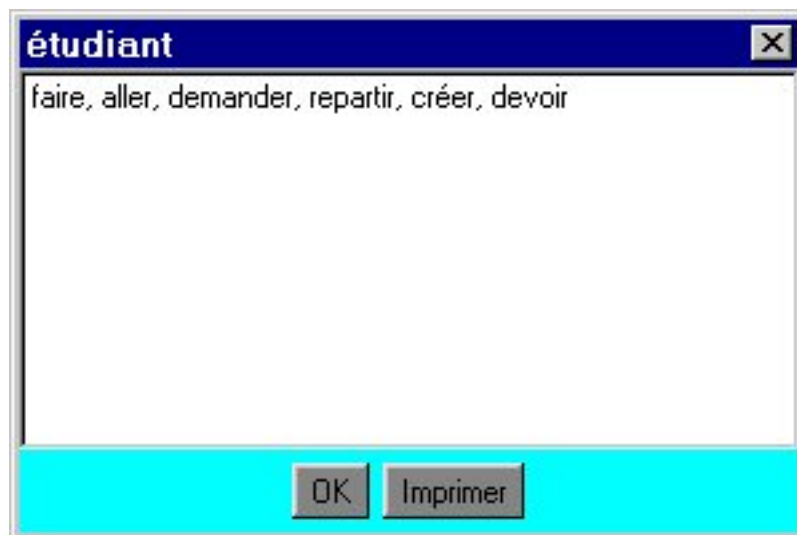 étudiant
faire, aller, demander, repartir, créer, devoir
OK Imprimer